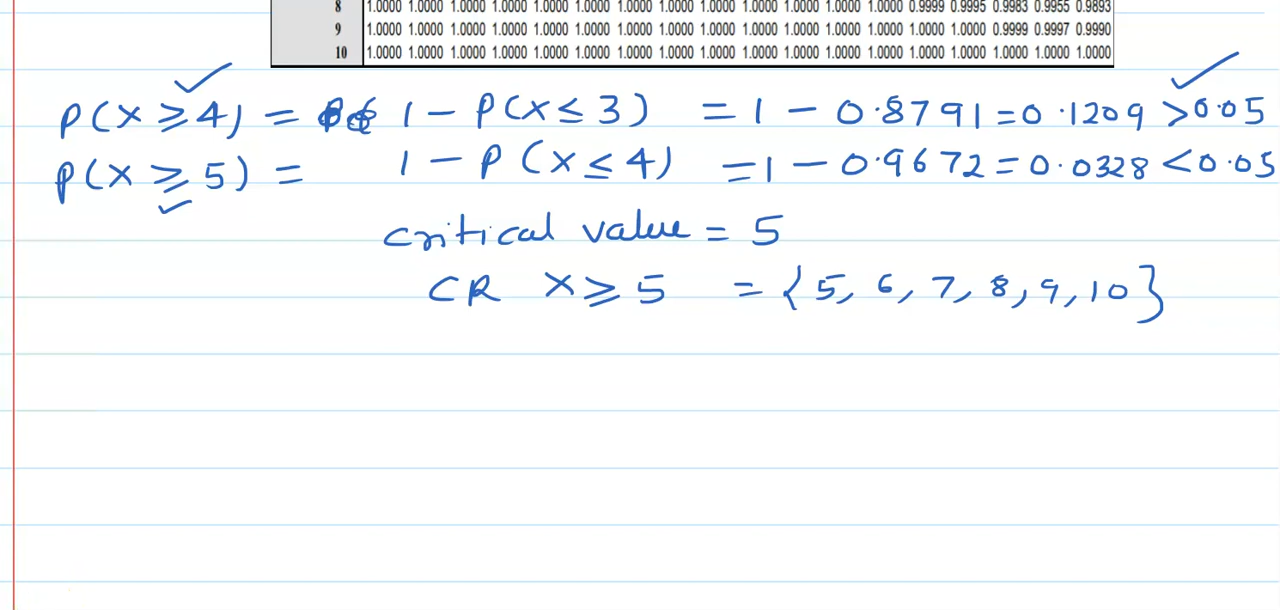 8 1.0000 1.0000 1.0000 1.0000 1.0000 1.0000 1.0000 1.0000 1.0000 1.0000 1.0000 1.0000 1.0000 0.9999 0.9995 0.9983 0.9955 0.9893
9 1.0000 1.0000 1.0000 1.0000 1.0000 1.0000 1.0000 1.0000 1.0000 1.0000 1.0000 1.0000 1.0000 1.0000 1.0000 0.9999 0.9997 0.9990
10 1.0000 1.0000 1.0000 1.0000 1.0000 1.0000 1.0000 1.0000 1.0000 1.0000 1.0000 1.0000 1.0000 1.0000 1.0000 1.0000 1.0000 1.0000
P(X ≥ 4) = 1 - P(X ≤ 3) = 1 - 0.8791 = 0.1209 > 0.05
P(X ≥ 5) = 1 - P(X ≤ 4) = 1 - 0.9672 = 0.0328 < 0.05
critical value = 5
CR X ≥ 5 = {5, 6, 7, 8, 9, 10}